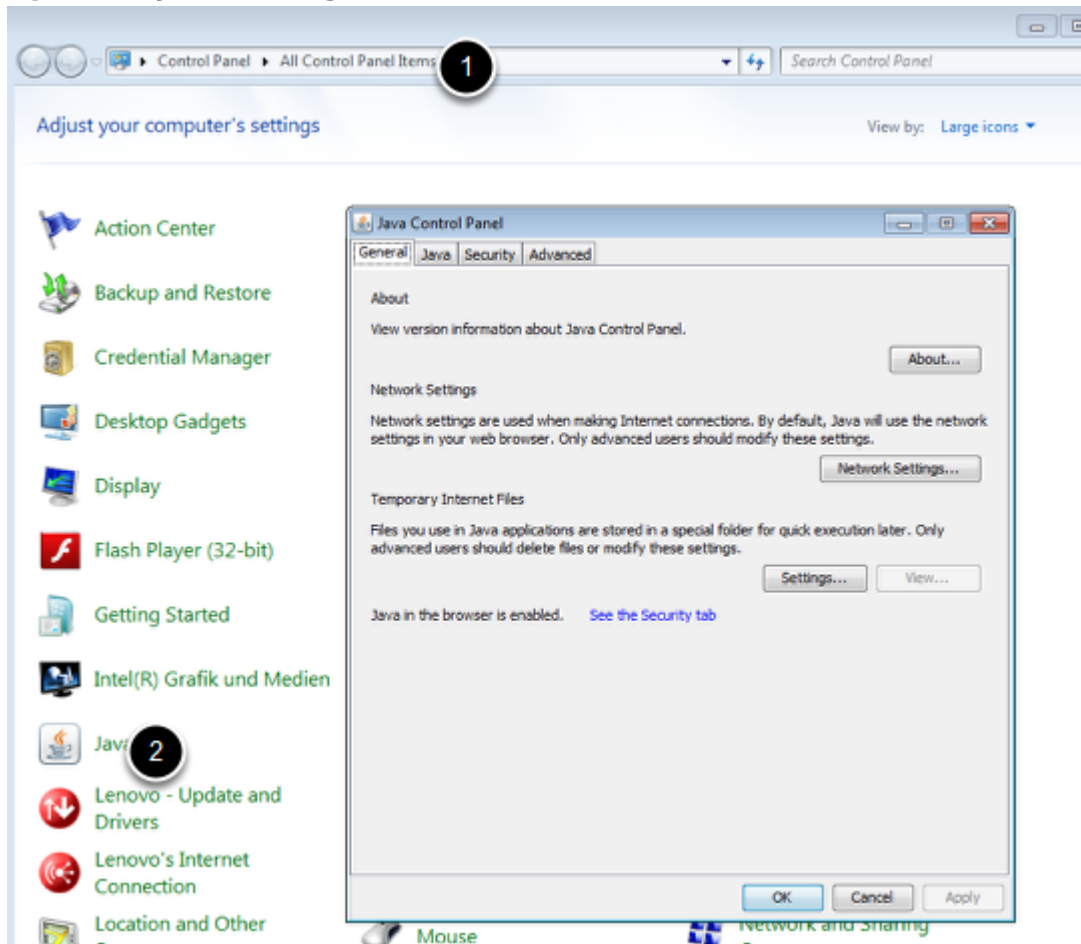 Control Panel All Control Panel Items
1
Search Control Panel
Adjust your computer's settings
View by: Large icons
Action Center
Backup and Restore
Credential Manager
Desktop Gadgets
Display
Flash Player (32-bit)
Getting Started
Intel(R) Grafik und Medien
Java
2
Lenovo - Update and
Drivers
Lenovo's Internet
Connection
Location and Other
Java Control Panel
General Java Security Advanced
About
View version information about Java Control Panel.
About...
Network Settings
Network settings are used when making Internet connections. By default, Java will use the network
settings in your web browser. Only advanced users should modify these settings.
Network Settings...
Temporary Internet Files
Files you use in Java applications are stored in a special folder for quick execution later. Only
advanced users should delete files or modify these settings.
Settings... View...
Java in the browser is enabled. See the Security tab
OK Cancel Apply
Mouse
Network and Sharing